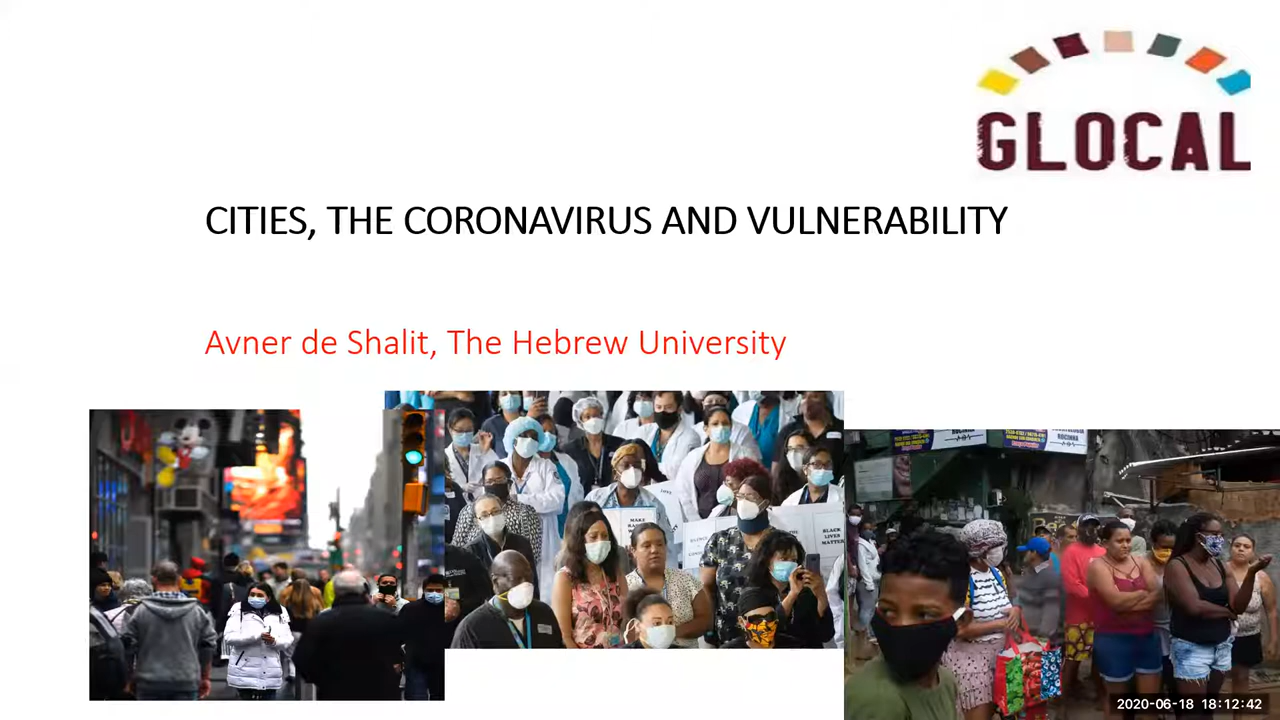 GLOCAL
CITIES, THE CORONAVIRUS AND VULNERABILITY
Avner de Shalit, The Hebrew University
BLACK
LIVES
MATTER
ROCINHA
2020-06-18 18:12:42